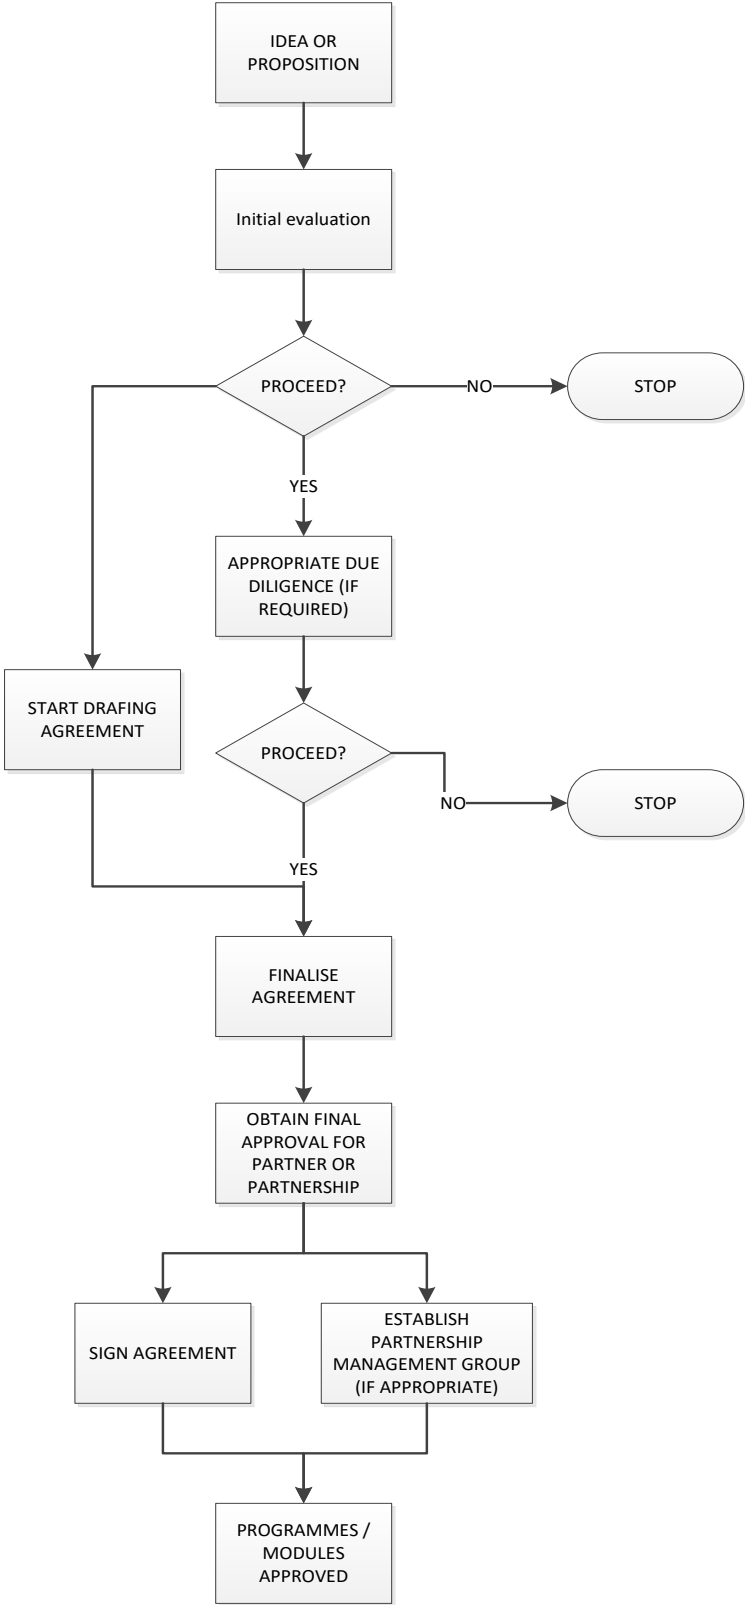 IDEA OR
PROPOSITION
Initial evaluation
PROCEED?
NO
STOP
YES
APPROPRIATE DUE
DILIGENCE (IF
REQUIRED)
START DRAFING
AGREEMENT
PROCEED?
NO
STOP
YES
FINALISE
AGREEMENT
OBTAIN FINAL
APPROVAL FOR
PARTNER OR
PARTNERSHIP
SIGN AGREEMENT
ESTABLISH
PARTNERSHIP
MANAGEMENT GROUP
(IF APPROPRIATE)
PROGRAMMES /
MODULES
APPROVED